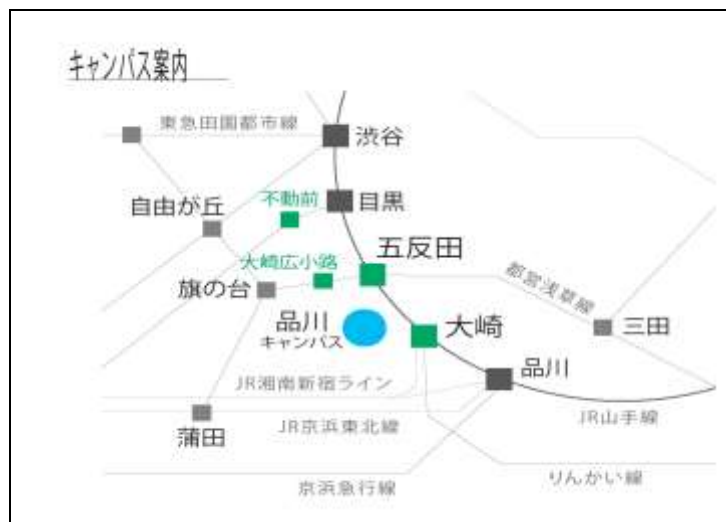 キャンパス案内
東急田園都市線
渋谷
不動前
目黒
自由が丘
五反田
大崎広小路
旗の台
都営浅草線
品川
キャンパス
大崎
三田
品川
JR湘南新宿ライン
蒲田
JR京浜東北線
JR山手線
りんかい線
京浜急行線